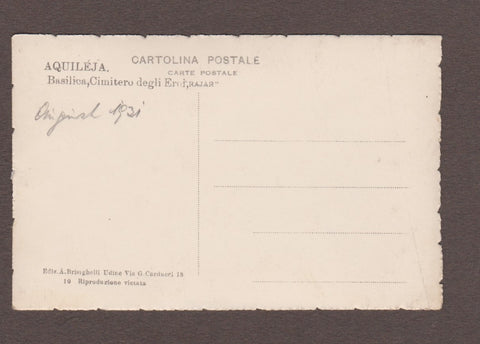 CARTOLINA POSTALE
CARTE POSTALE
AQUILÉJA.
Basilica, Cimitero degli Eroi „RAJAR"
Original 1931
Ediz. A. Brisighelli Udine Via G. Carducci 18
19 Riproduzione vietata